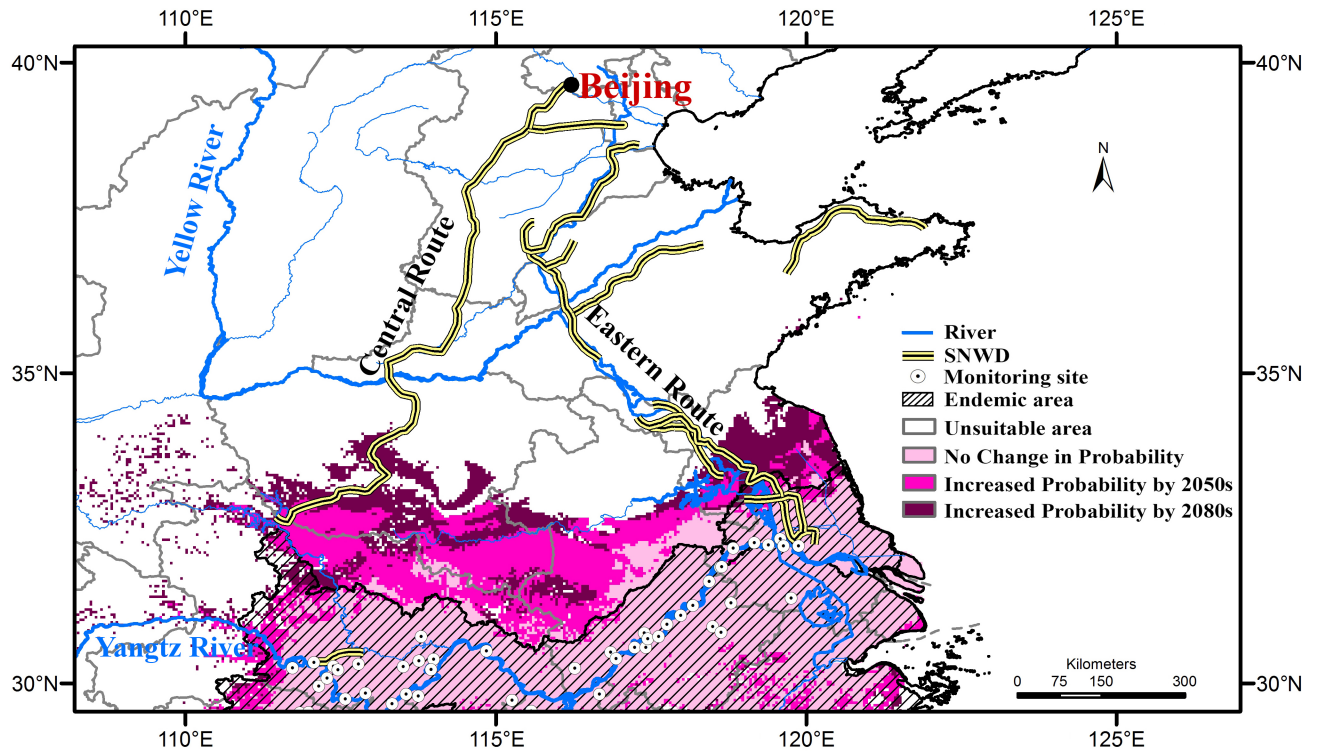 110°E 115°E 120°E 125°E
40°N 40°N
Beijing
N
Yellow River
Central Route
Eastern Route
River
SNWD
35°N 35°N
Monitoring site
Endemic area
Unsuitable area
No Change in Probability
Increased Probability by 2050s
Increased Probability by 2080s
Yangtz River
Kilometers
0 75 150 300
30°N 30°N
110°E 115°E 120°E 125°E